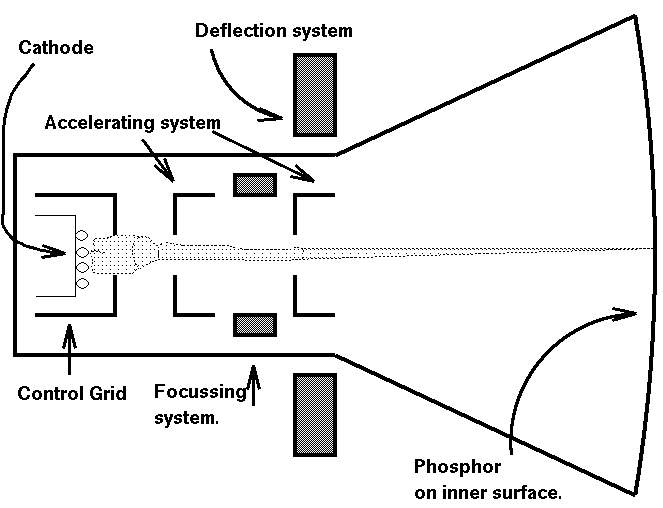 Deflection system
Cathode
Accelerating system
Control Grid
Focussing
system.
Phosphor
on inner surface.